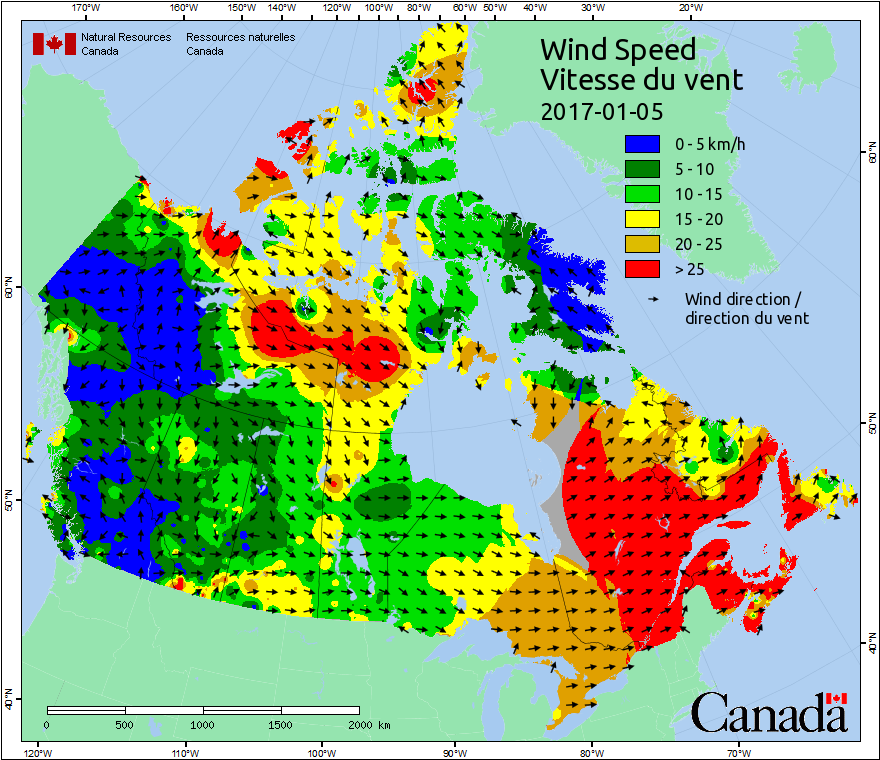 170°W 160°W 150°W 140°W 130°W 120°W 110°W 100°W 90°W 80°W 70°W 60°W 50°W 40°W 30°W 20°W
Natural Resources Canada
Ressources naturelles Canada
Wind Speed
Vitesse du vent
2017-01-05
0 - 5 km/h
5 - 10
10 - 15
15 - 20
20 - 25
> 25
Wind direction /
direction du vent
60°N
50°N
40°N
60°N
50°N
40°N
0 500 1000 1500 2000 km
Canada
120°W 110°W 100°W 90°W 80°W 70°W